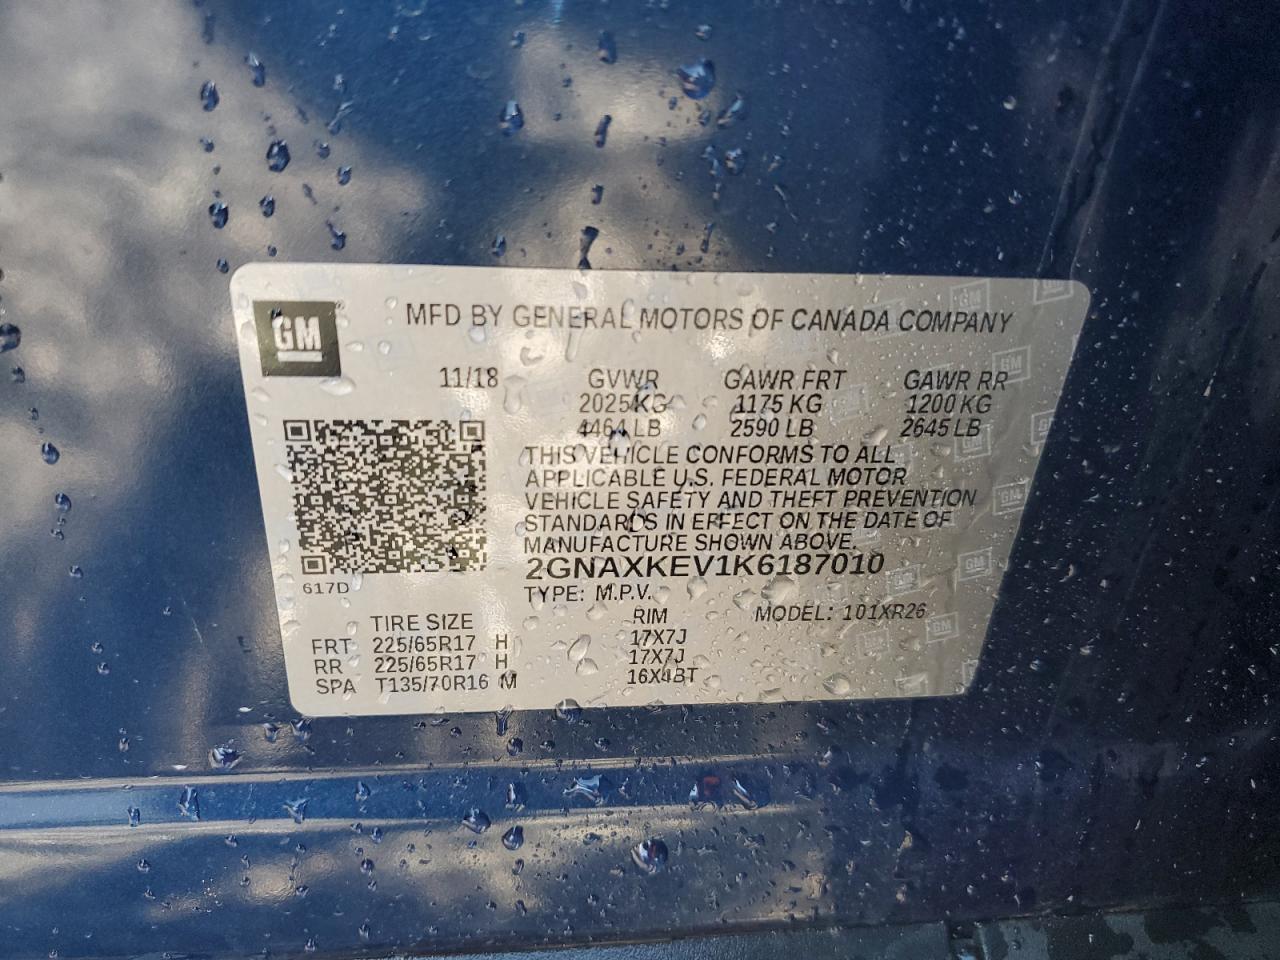 GM ®
MFD BY GENERAL MOTORS OF CANADA COMPANY
11/18 GVWR GAWR FRT GAWR RR
2025KG 1175 KG 1200 KG
4464 LB 2590 LB 2645 LB
THIS VEHICLE CONFORMS TO ALL
APPLICABLE U.S. FEDERAL MOTOR
VEHICLE SAFETY AND THEFT PREVENTION
STANDARDS IN EFFECT ON THE DATE OF
MANUFACTURE SHOWN ABOVE.
2GNAXKEV1K6187010
617D TYPE: M.P.V.
TIRE SIZE RIM MODEL: 101XR26
FRT 225/65R17 H 17X7J
RR 225/65R17 H 17X7J
SPA T135/70R16 M 16X4BT